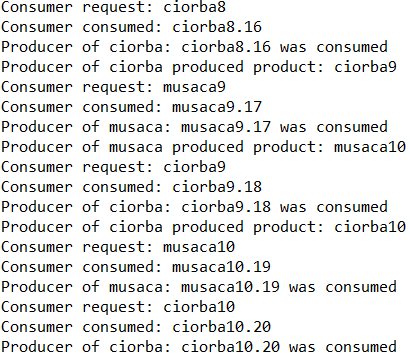 Consumer request: ciorba8
Consumer consumed: ciorba8.16
Producer of ciorba: ciorba8.16 was consumed
Producer of ciorba produced product: ciorba9
Consumer request: musaca9
Consumer consumed: musaca9.17
Producer of musaca: musaca9.17 was consumed
Producer of musaca produced product: musaca10
Consumer request: ciorba9
Consumer consumed: ciorba9.18
Producer of ciorba: ciorba9.18 was consumed
Producer of ciorba produced product: ciorba10
Consumer request: musaca10
Consumer consumed: musaca10.19
Producer of musaca: musaca10.19 was consumed
Consumer request: ciorba10
Consumer consumed: ciorba10.20
Producer of ciorba: ciorba10.20 was consumed